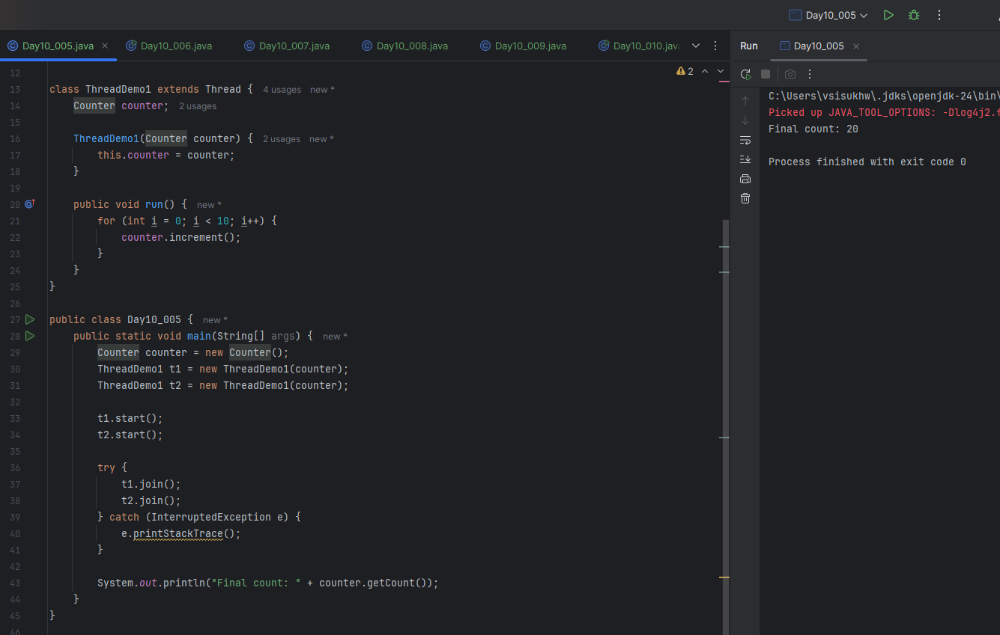 Day10_005
Day10_005.java Day10_006.java Day10_007.java Day10_008.java Day10_009.java Day10_010.java
Run Day10_005
2
12
13 class ThreadDemo1 extends Thread { 4 usages new *
14 Counter counter; 2 usages
15
16 ThreadDemo1(Counter counter) { 2 usages new *
17 this.counter = counter;
18 }
19
20 public void run() { new *
21 for (int i = 0; i < 10; i++) {
22 counter.increment();
23 }
24 }
25 }
26
27 public class Day10_005 { new *
28 public static void main(String[] args) { new *
29 Counter counter = new Counter();
30 ThreadDemo1 t1 = new ThreadDemo1(counter);
31 ThreadDemo1 t2 = new ThreadDemo1(counter);
32
33 t1.start();
34 t2.start();
35
36 try {
37 t1.join();
38 t2.join();
39 } catch (InterruptedException e) {
40 e.printStackTrace();
41 }
42
43 System.out.println("Final count: " + counter.getCount());
44 }
45 }
46
C:\Users\vsisukhw\.jdks\openjdk-24\bin\
Picked up JAVA_TOOL_OPTIONS: -Dlog4j2.f
Final count: 20
Process finished with exit code 0